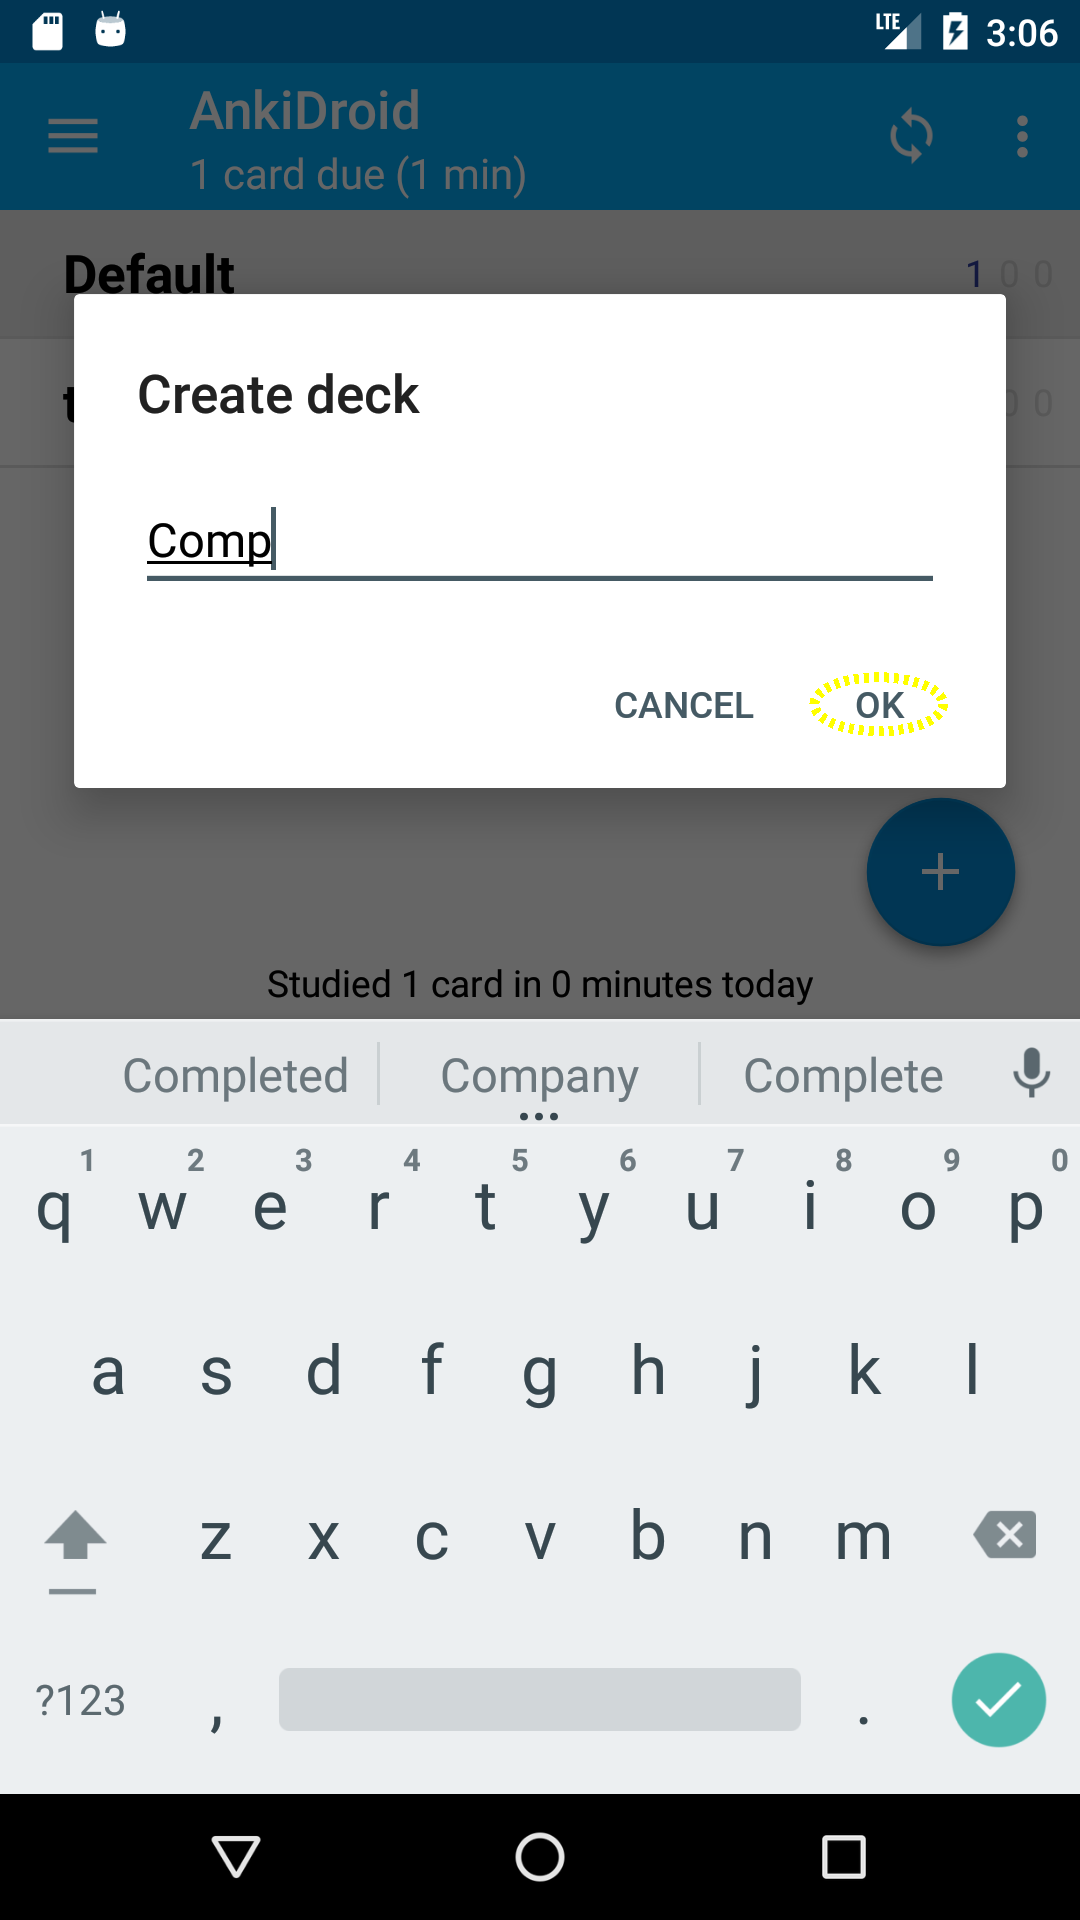 LTE 3:06
AnkiDroid
1 card due (1 min)
Default 1 0 0
t 0 0
Create deck
Comp
CANCEL OK
+
Studied 1 card in 0 minutes today
Completed Company Complete
...
1 2 3 4 5 6 7 8 9 0
q w e r t y u i o p
a s d f g h j k l
z x c v b n m
?123 , .